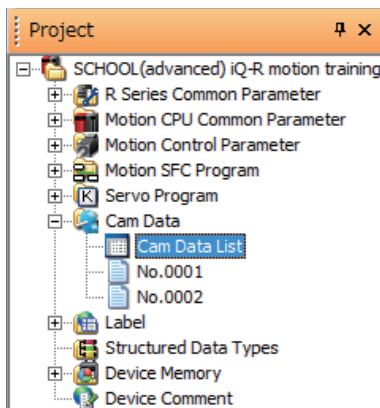 Project
SCHOOL(advanced) iQ-R motion training
R Series Common Parameter
Motion CPU Common Parameter
Motion Control Parameter
Motion SFC Program
K Servo Program
Cam Data
Cam Data List
No.0001
No.0002
Label
Structured Data Types
Device Memory
Device Comment